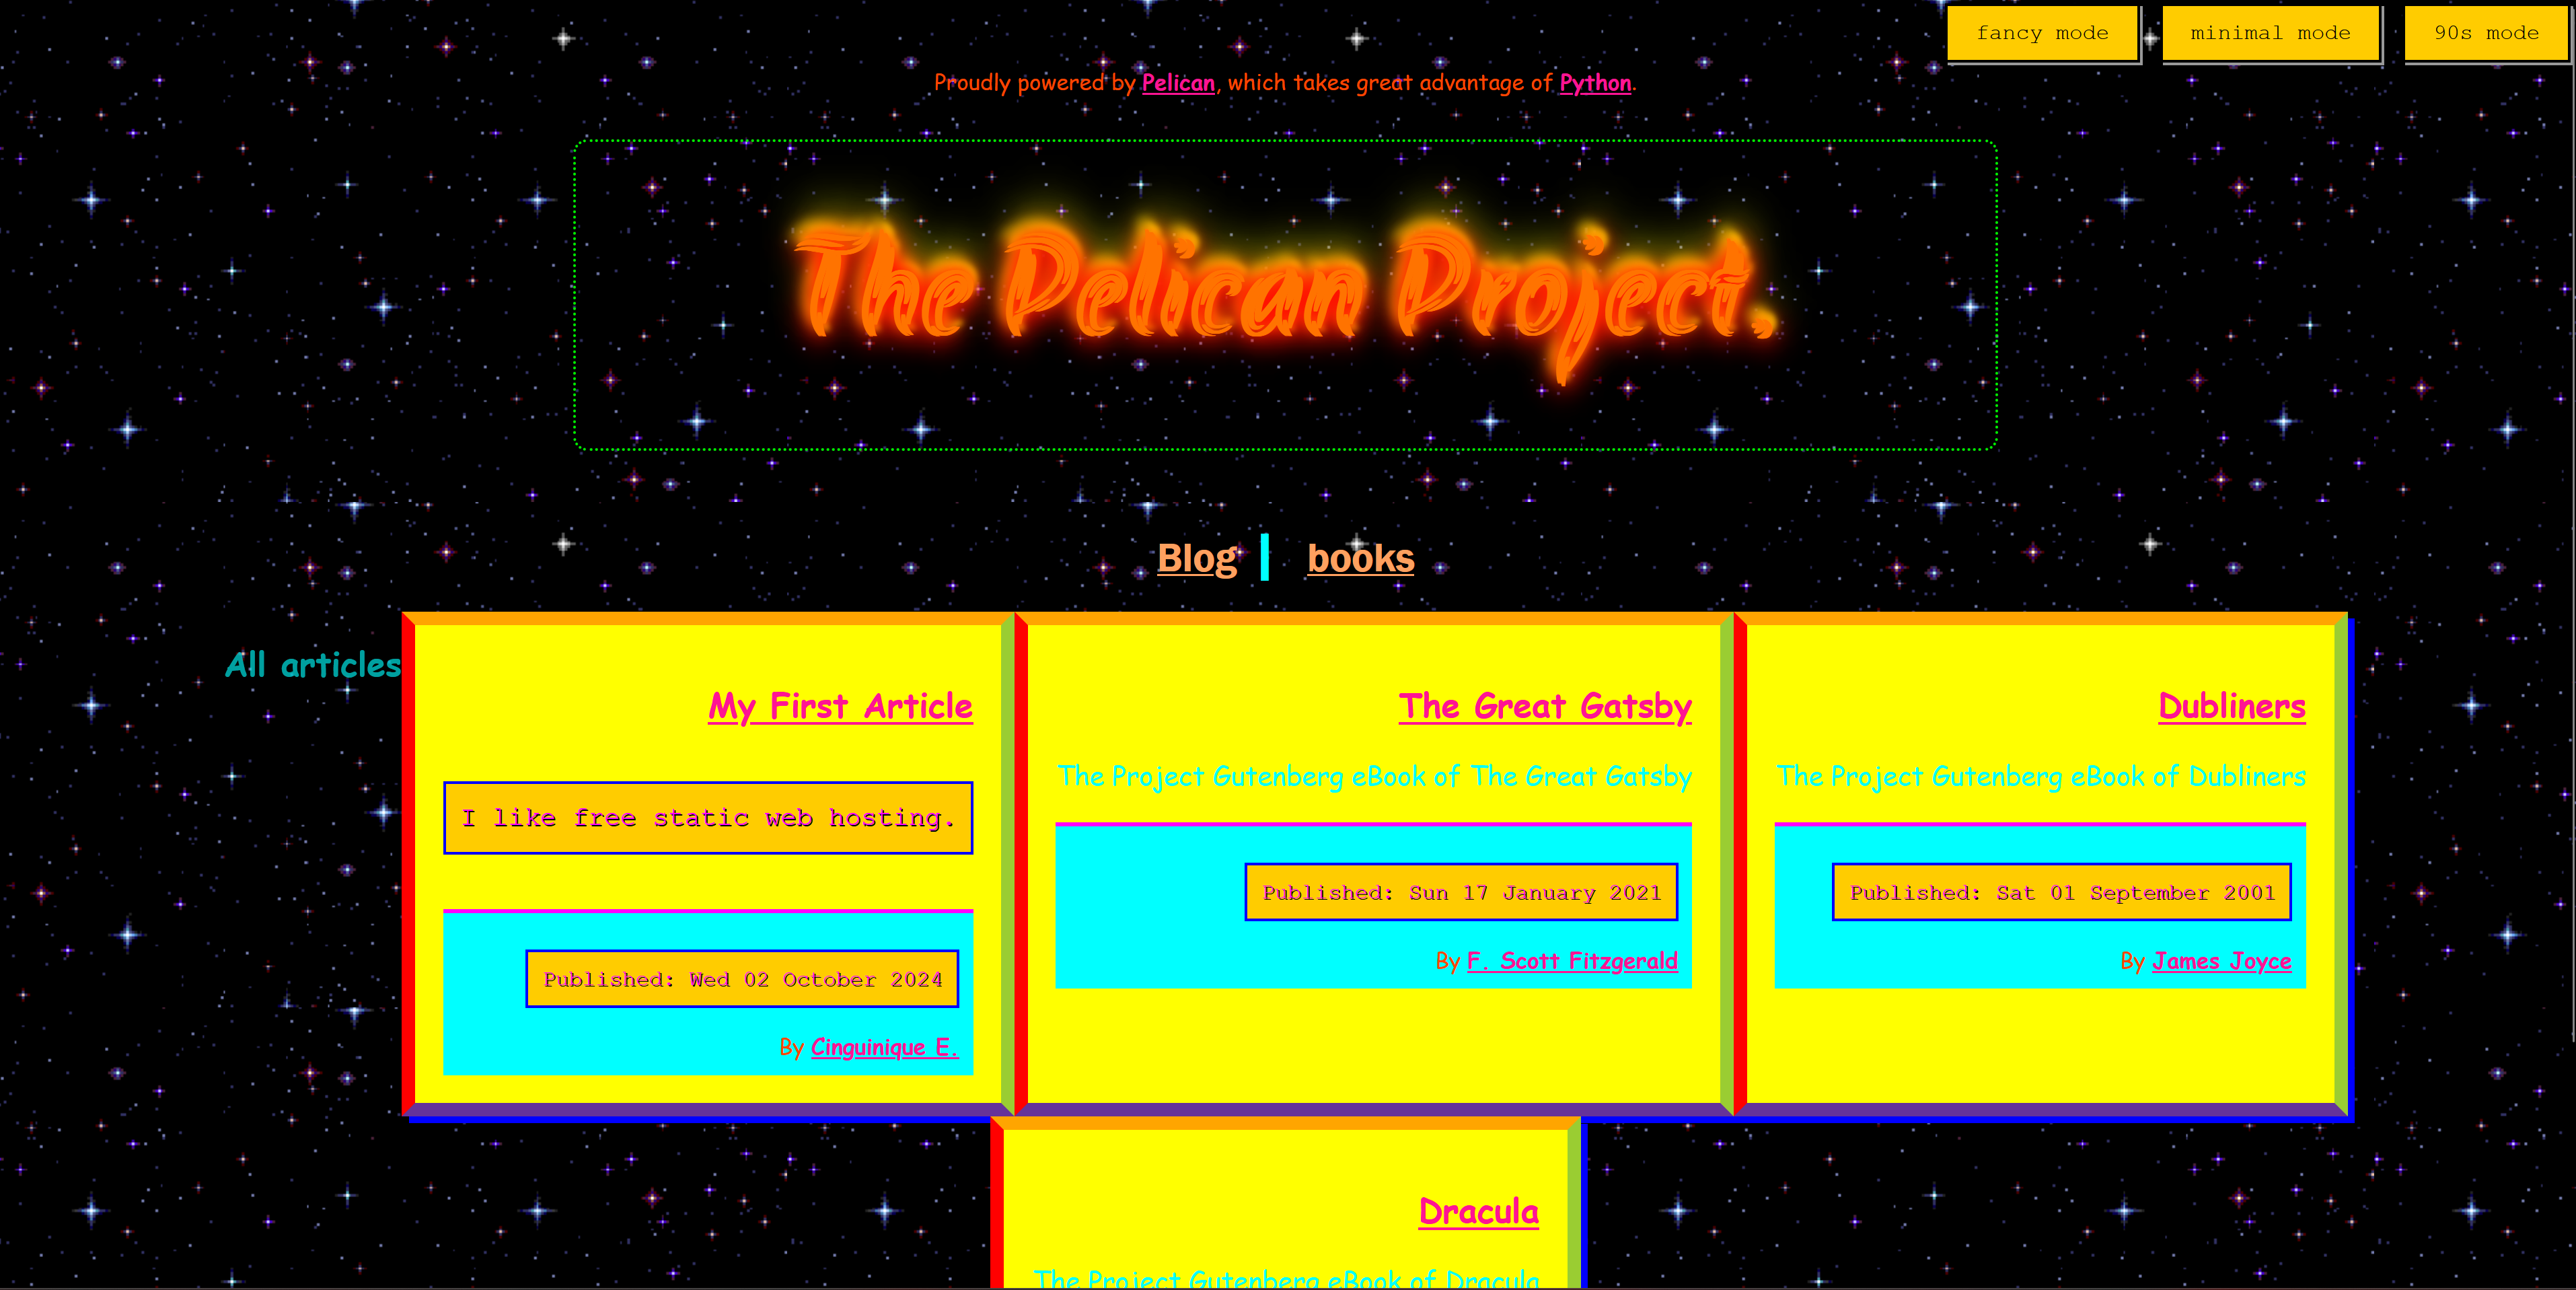 fancy mode
minimal mode
90s mode
Proudly powered by Pelican, which takes great advantage of Python.
The Pelican Project.
Blog
books
All articles
My First Article
I like free static web hosting.
Published: Wed 02 October 2024
By Cinguinique E.
The Great Gatsby
The Project Gutenberg eBook of The Great Gatsby
Published: Sun 17 January 2021
By F. Scott Fitzgerald
Dubliners
The Project Gutenberg eBook of Dubliners
Published: Sat 01 September 2001
By James Joyce
Dracula
The Project Gutenberg eBook of Dracula